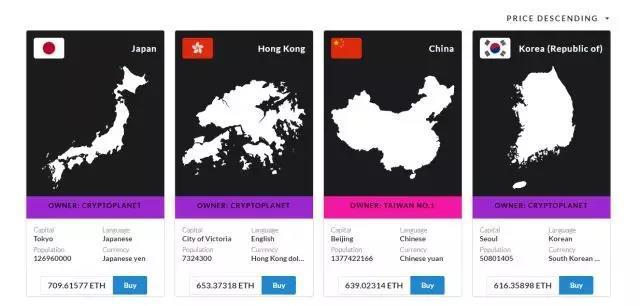 PRICE DESCENDING
Japan
OWNER: CRYPTOPLANET
Capital
Language
Tokyo
Japanese
Population
Currency
126960000
Japanese yen
709.61577 ETH
Buy
Hong Kong
OWNER: CRYPTOPLANET
Capital
Language
City of Victoria
English
Population
Currency
7324300
Hong Kong dol...
653.37318 ETH
Buy
China
OWNER: TAIWAN NO.1
Capital
Language
Beijing
Chinese
Population
Currency
1377422166
Chinese yuan
639.02314 ETH
Buy
Korea (Republic of)
OWNER: CRYPTOPLANET
Capital
Language
Seoul
Korean
Population
Currency
50801405
South Korean ...
616.35898 ETH
Buy